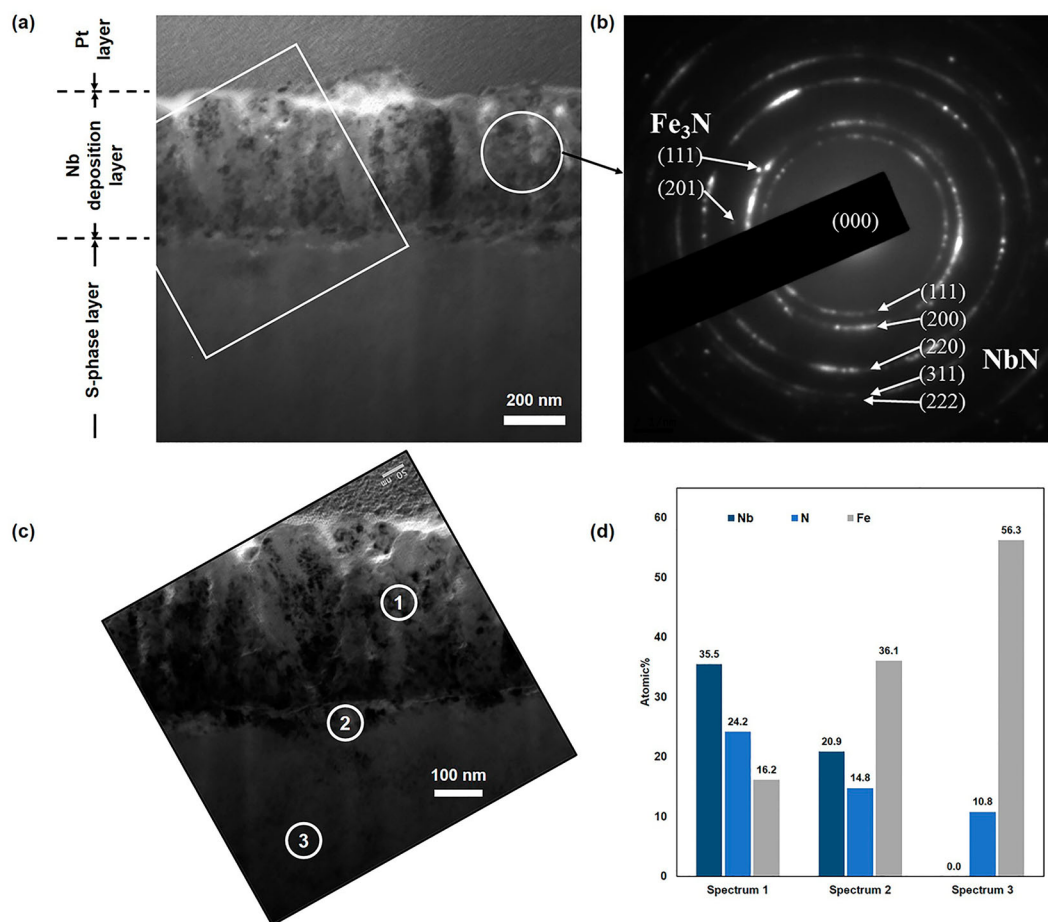 (a)
Pt
layer
Nb
deposition
layer
S-phase layer
200 nm
(b)
Fe₃N
(111)
(201)
(000)
(111)
(200)
(220)
(311)
(222)
NbN
(c)
50 nm
1
2
3
100 nm
(d)
Nb
N
Fe
Atomic%
60
50
40
30
20
10
0
35.5
24.2
16.2
20.9
14.8
36.1
0.0
10.8
56.3
Spectrum 1
Spectrum 2
Spectrum 3